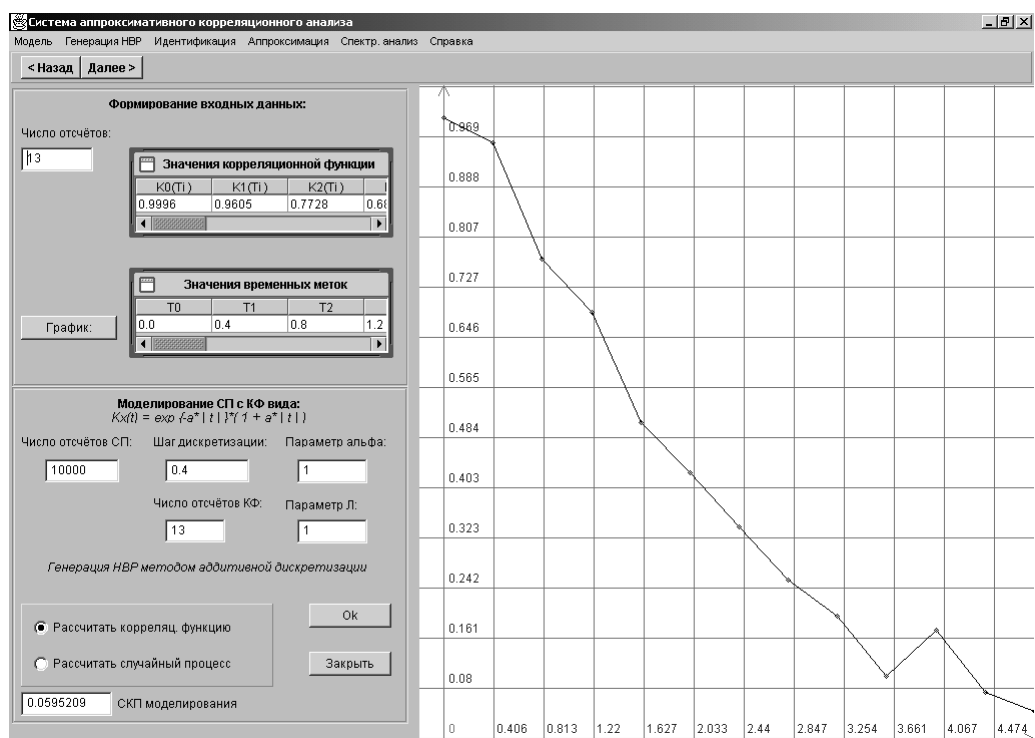 Система аппроксимативного корреляционного анализа
Модель Генерация НВР Идентификация Аппроксимация Спектр. анализ Справка
< Назад Далее >
Формирование входных данных:
Число отсчётов:
13
Значения корреляционной функции
K0(Ti) K1(Ti) K2(Ti)
0.9996 0.9605 0.7728 0.68
Значения временных меток
T0 T1 T2
0.0 0.4 0.8 1.2
График:
Моделирование СП с КФ вида:
Kx(t) = exp {-a* | t | }*( 1 + a* | t | )
Число отсчётов СП: Шаг дискретизации: Параметр альфа:
10000 0.4 1
Число отсчётов КФ: Параметр Л:
13 1
Генерация НВР методом аддитивной дискретизации
Рассчитать корреляц. функцию
Ok
Рассчитать случайный процесс
Закрыть
0.0595209 СКП моделирования
0.969
0.888
0.807
0.727
0.646
0.565
0.484
0.403
0.323
0.242
0.161
0.08
0 0.406 0.813 1.22 1.627 2.033 2.44 2.847 3.254 3.661 4.067 4.474